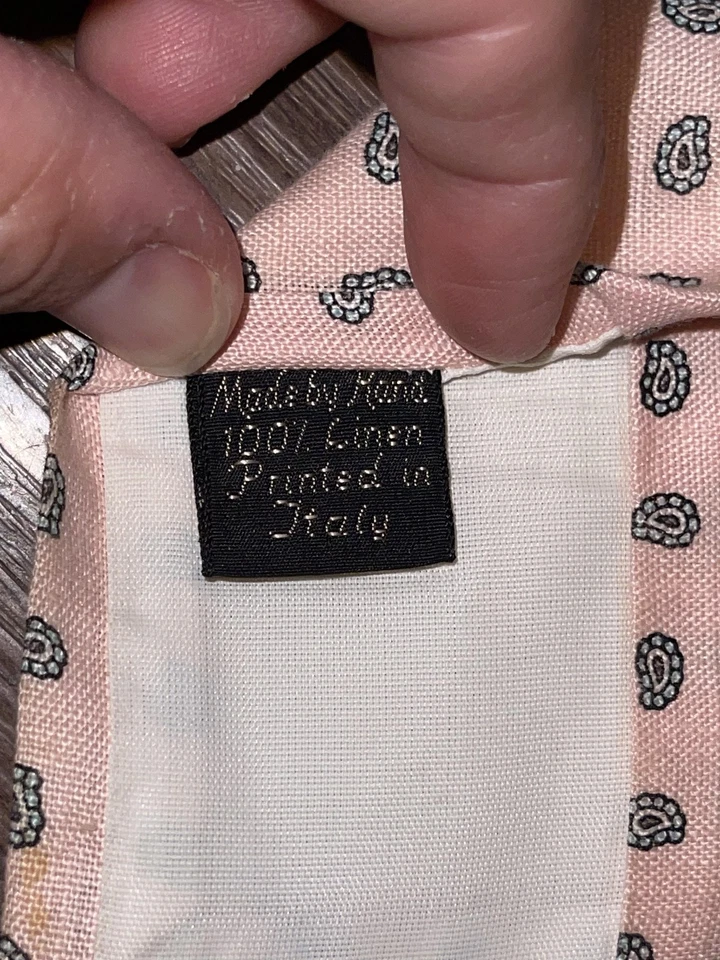 Made by Hand
100% Linen
Printed in
Italy